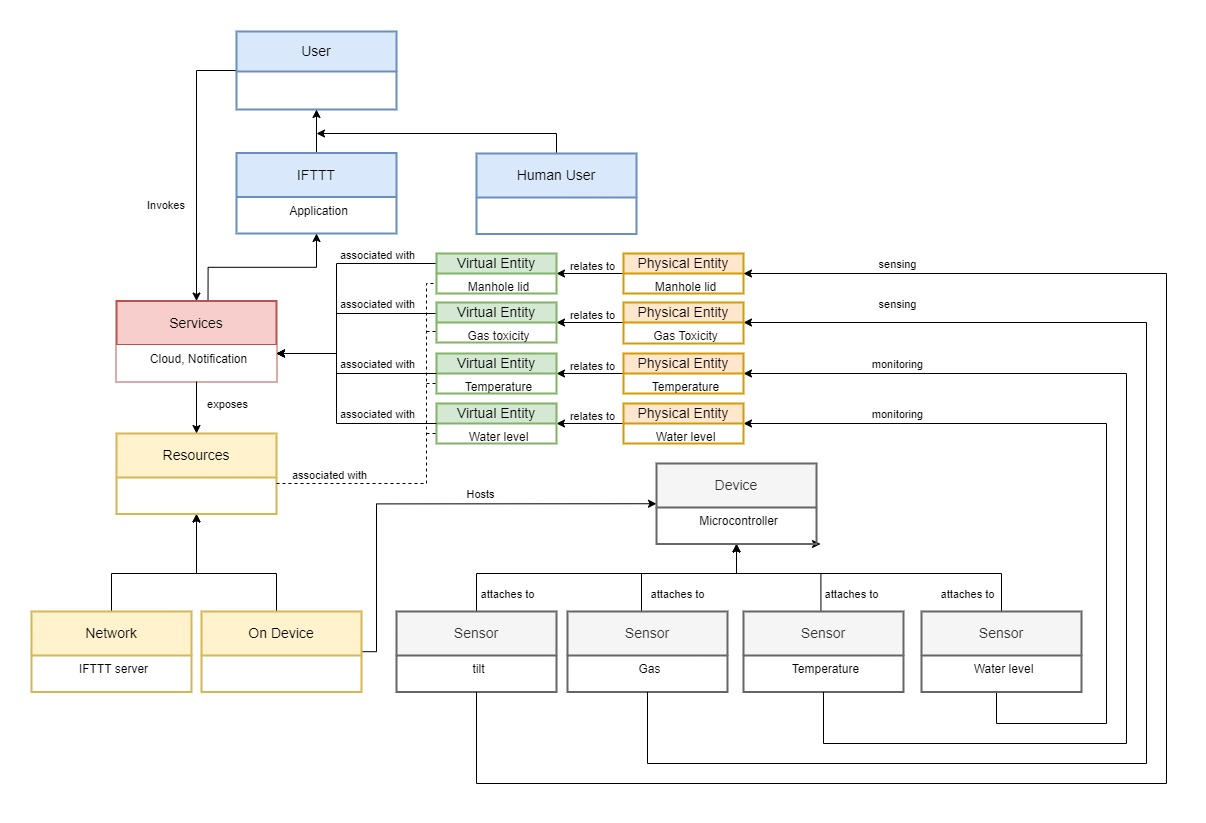 User
IFTTT
Application
Human User
Invokes
associated with
Virtual Entity
Manhole lid
relates to
Physical Entity
Manhole lid
sensing
associated with
Virtual Entity
Gas toxicity
relates to
Physical Entity
Gas Toxicity
sensing
Services
Cloud, Notification
associated with
Virtual Entity
Temperature
relates to
Physical Entity
Temperature
monitoring
associated with
Virtual Entity
Water level
relates to
Physical Entity
Water level
monitoring
exposes
Resources
associated with
Hosts
Device
Microcontroller
attaches to
attaches to
attaches to
attaches to
Network
IFTTT server
On Device
Sensor
tilt
Sensor
Gas
Sensor
Temperature
Sensor
Water level